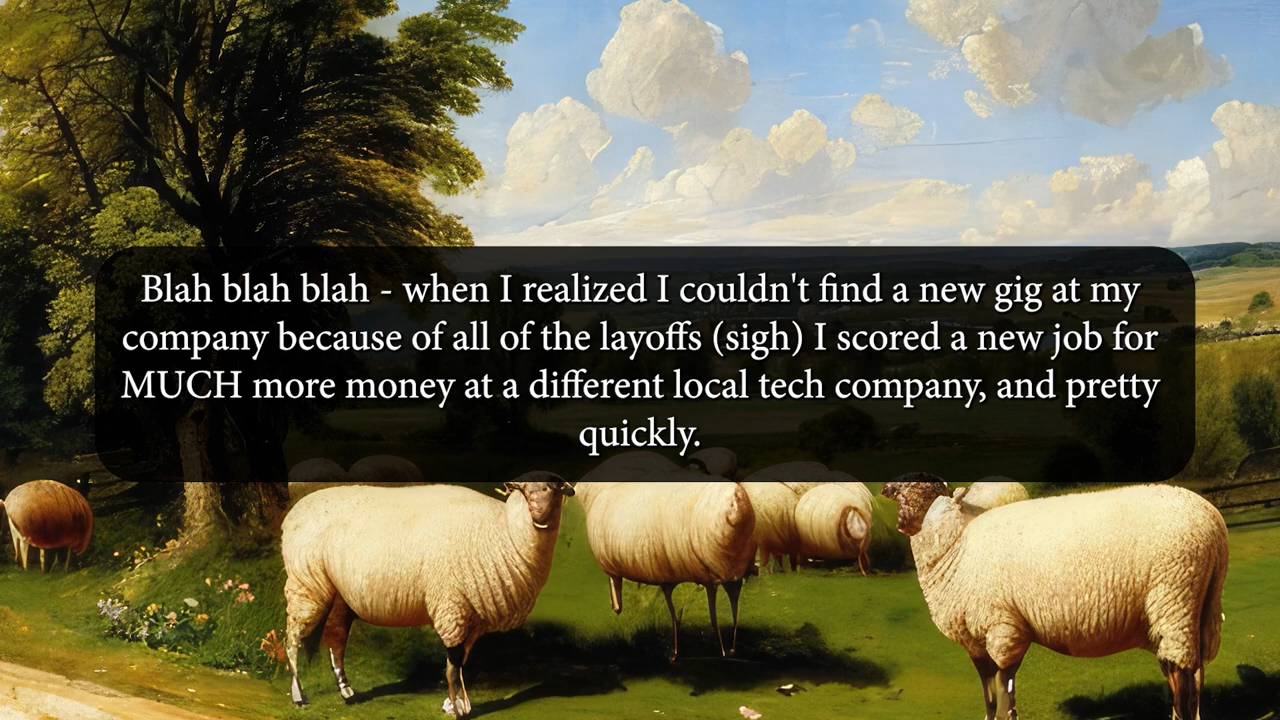 Blah blah blah - when I realized I couldn't find a new gig at my
company because of all of the layoffs (sigh) I scored a new job for
MUCH more money at a different local tech company, and pretty
quickly.